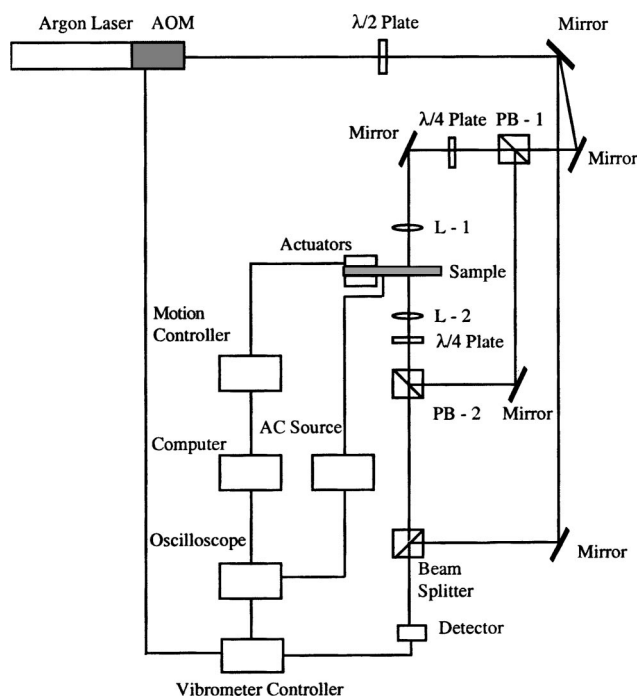 Argon Laser
AOM
λ/2 Plate
Mirror
Mirror
λ/4 Plate
PB - 1
Mirror
L - 1
Actuators
Sample
L - 2
Motion
Controller
λ/4 Plate
AC Source
PB - 2
Mirror
Computer
Oscilloscope
Beam
Splitter
Mirror
Detector
Vibrometer Controller